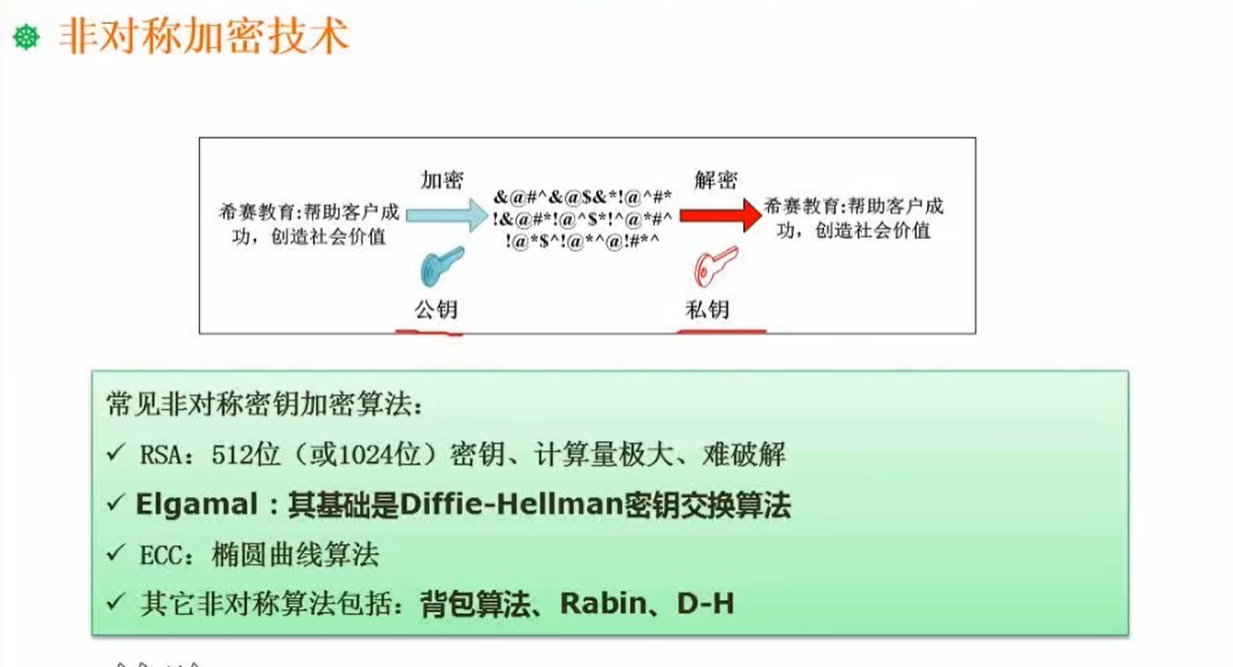 非对称加密技术
加密
解密
希赛教育:帮助客户成
功，创造社会价值
&@#^&@$&*!@^#*
!&@#*!@^$*!^@*#^
!@*$^!@*^@!#*^
希赛教育:帮助客户成
功，创造社会价值
公钥
私钥
常见非对称密钥加密算法：
✓ RSA：512位（或1024位）密钥、计算量极大、难破解
✓ Elgamal：其基础是Diffie-Hellman密钥交换算法
✓ ECC：椭圆曲线算法
✓ 其它非对称算法包括：背包算法、Rabin、D-H